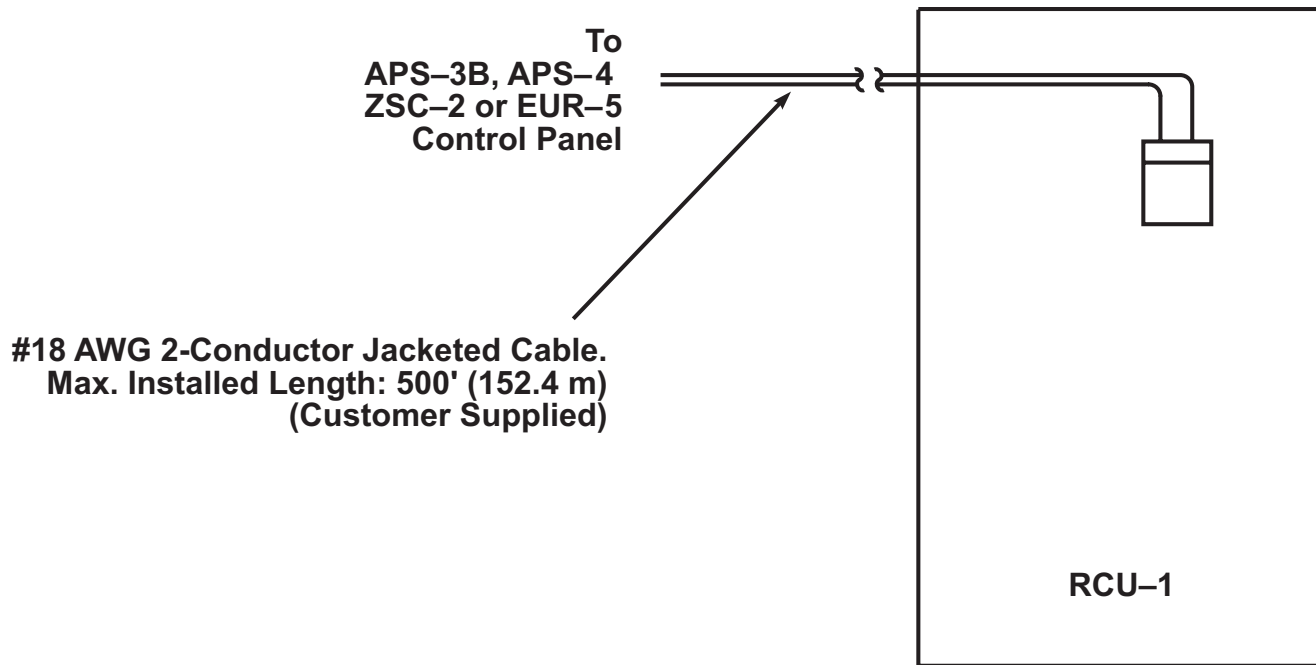 To
APS–3B, APS–4
ZSC–2 or EUR–5
Control Panel
#18 AWG 2-Conductor Jacketed Cable.
Max. Installed Length: 500' (152.4 m)
(Customer Supplied)
RCU–1